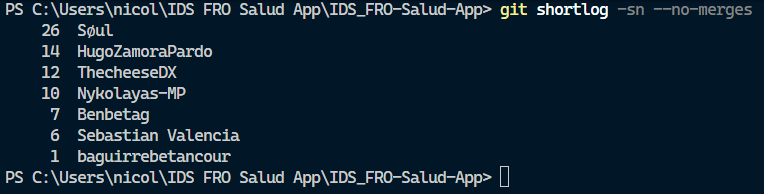 PS C:\Users\nicol\IDS FRO Salud App\IDS_FRO-Salud-App> git shortlog -sn --no-merges
26 Søul
14 HugoZamoraPardo
12 ThecheeseDX
10 Nykolayas-MP
7 Benbetag
6 Sebastian Valencia
1 baguirrebetancour
PS C:\Users\nicol\IDS FRO Salud App\IDS_FRO-Salud-App>